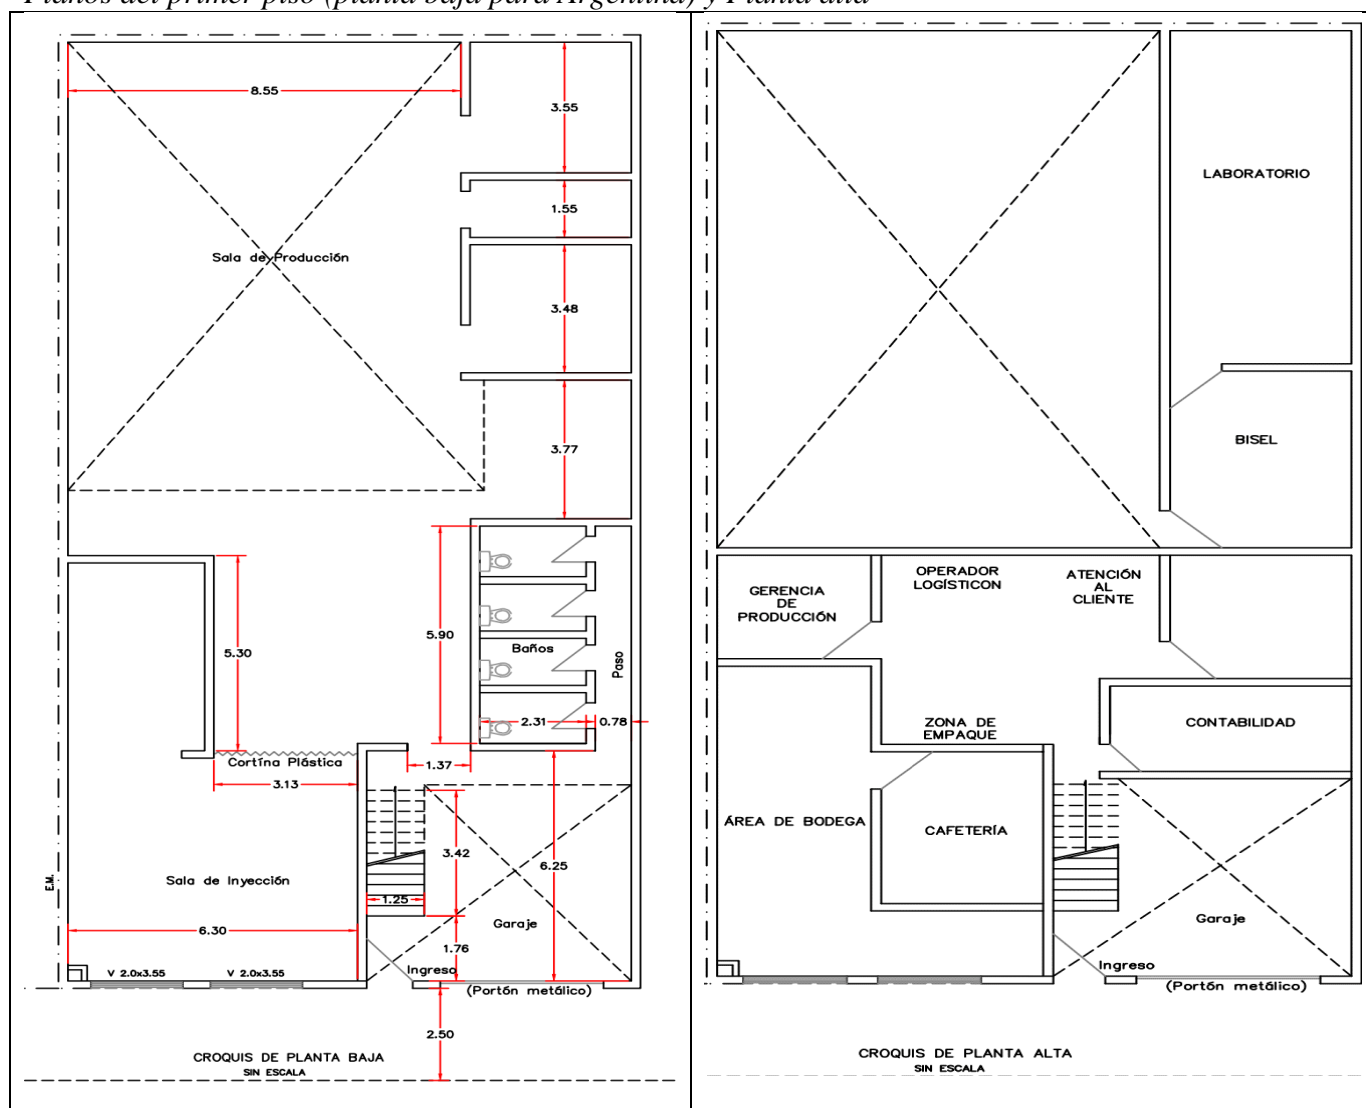 Planos del primer piso (planta baja para Argentina) y Planta alta
8.55
3.55
1.55
Sala de Producción
3.48
3.77
5.90
5.30
Baños
Paso
2.31
0.78
Cortína Plástica
1.37
3.13
3.42
6.25
E.M.
Sala de Inyección
1.25
Garaje
6.30
1.76
V 2.0x3.55
V 2.0x3.55
Ingreso
(Portón metálico)
2.50
CROQUIS DE PLANTA BAJA
SIN ESCALA
LABORATORIO
BISEL
GERENCIA
DE
PRODUCCIÓN
OPERADOR
LOGÍSTICON
ATENCIÓN
AL
CLIENTE
ZONA DE
EMPAQUE
CONTABILIDAD
ÁREA DE BODEGA
CAFETERÍA
Garaje
Ingreso
(Portón metálico)
CROQUIS DE PLANTA ALTA
SIN ESCALA